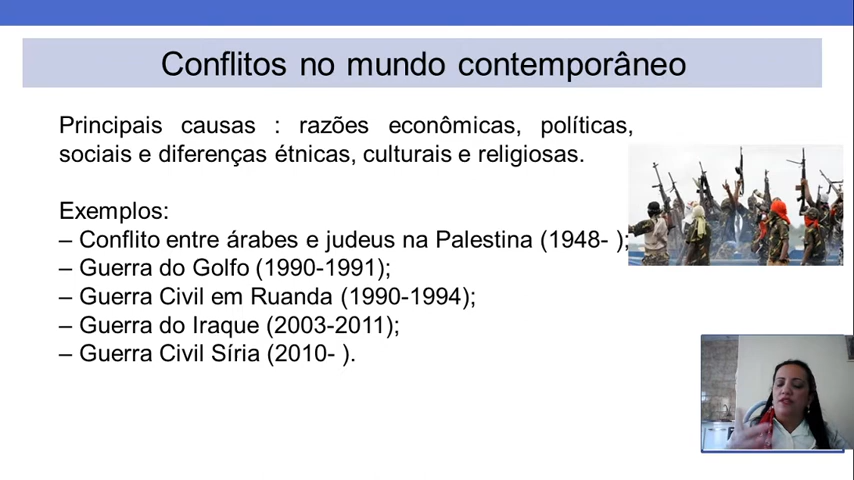 Conflitos no mundo contemporâneo
Principais causas : razões econômicas, políticas,
sociais e diferenças étnicas, culturais e religiosas.
Exemplos:
– Conflito entre árabes e judeus na Palestina (1948- );
– Guerra do Golfo (1990-1991);
– Guerra Civil em Ruanda (1990-1994);
– Guerra do Iraque (2003-2011);
– Guerra Civil Síria (2010- ).